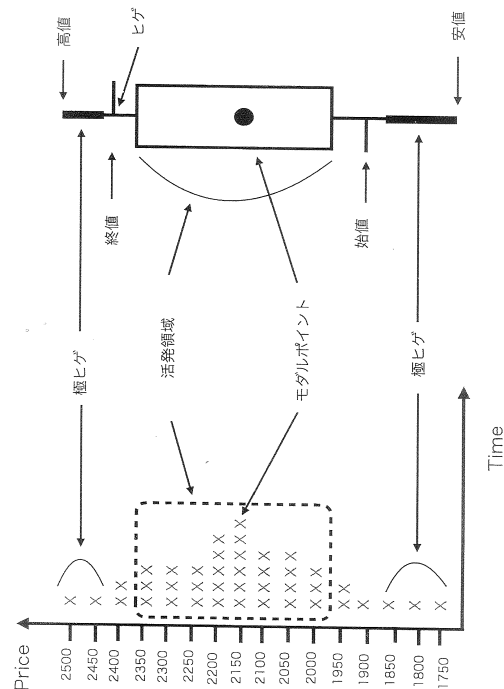 Price
2500 X
2450 X
2400 X X
2350 X X X
2300 X X X
2250 X X X
2200 X X X X X
2150 X X X X X X
2100 X X X X
2050 X X X X
2000 X X X
1950 X X
1900 X
1850 X
1800 X
1750 X
Time
極ヒゲ
活発領域
モダルポイント
極ヒゲ
高値
ヒゲ
終値
始値
安値